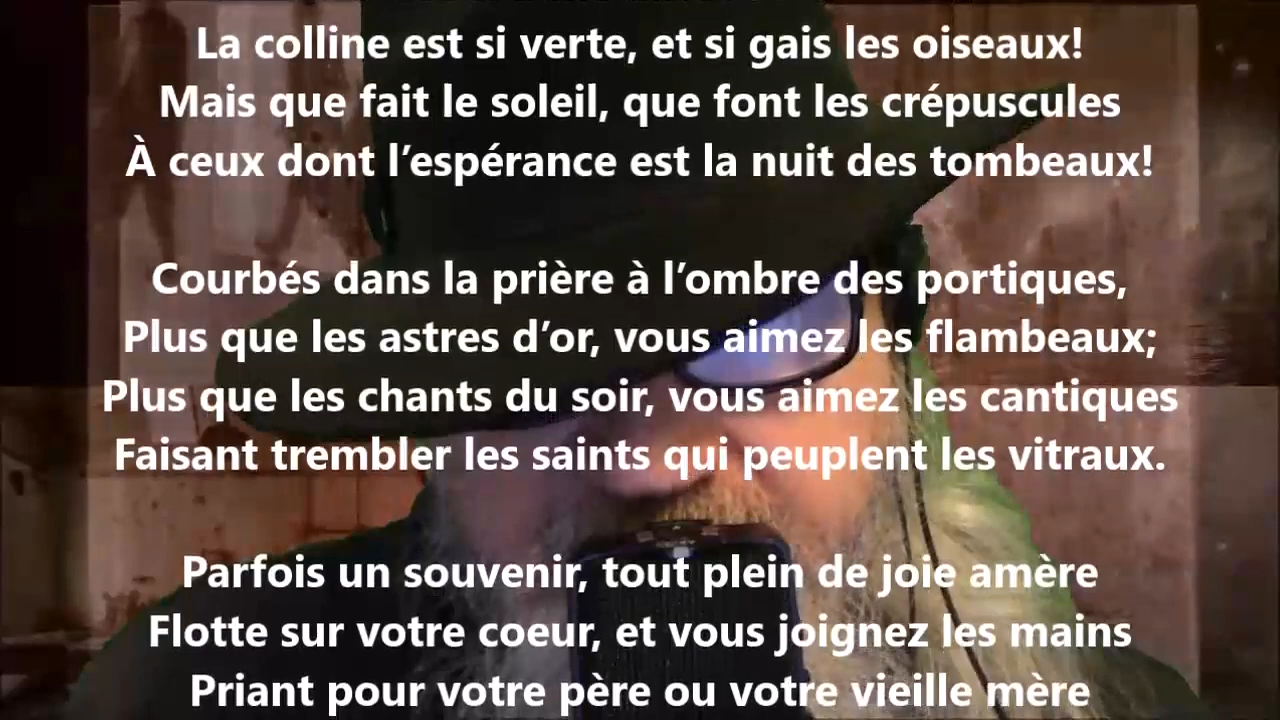 La colline est si verte, et si gais les oiseaux!
Mais que fait le soleil, que font les crépuscules
À ceux dont l’espérance est la nuit des tombeaux!
Courbés dans la prière à l’ombre des portiques,
Plus que les astres d’or, vous aimez les flambeaux;
Plus que les chants du soir, vous aimez les cantiques
Faisant trembler les saints qui peuplent les vitraux.
Parfois un souvenir, tout plein de joie amère
Flotte sur votre coeur, et vous joignez les mains
Priant pour votre père ou votre vieille mère